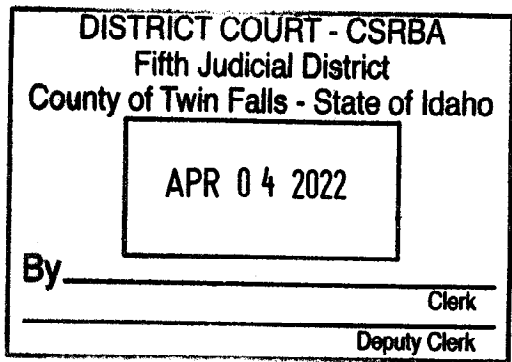 DISTRICT COURT - CSRBA
Fifth Judicial District
County of Twin Falls - State of Idaho
APR 04 2022
By
Clerk
Deputy Clerk